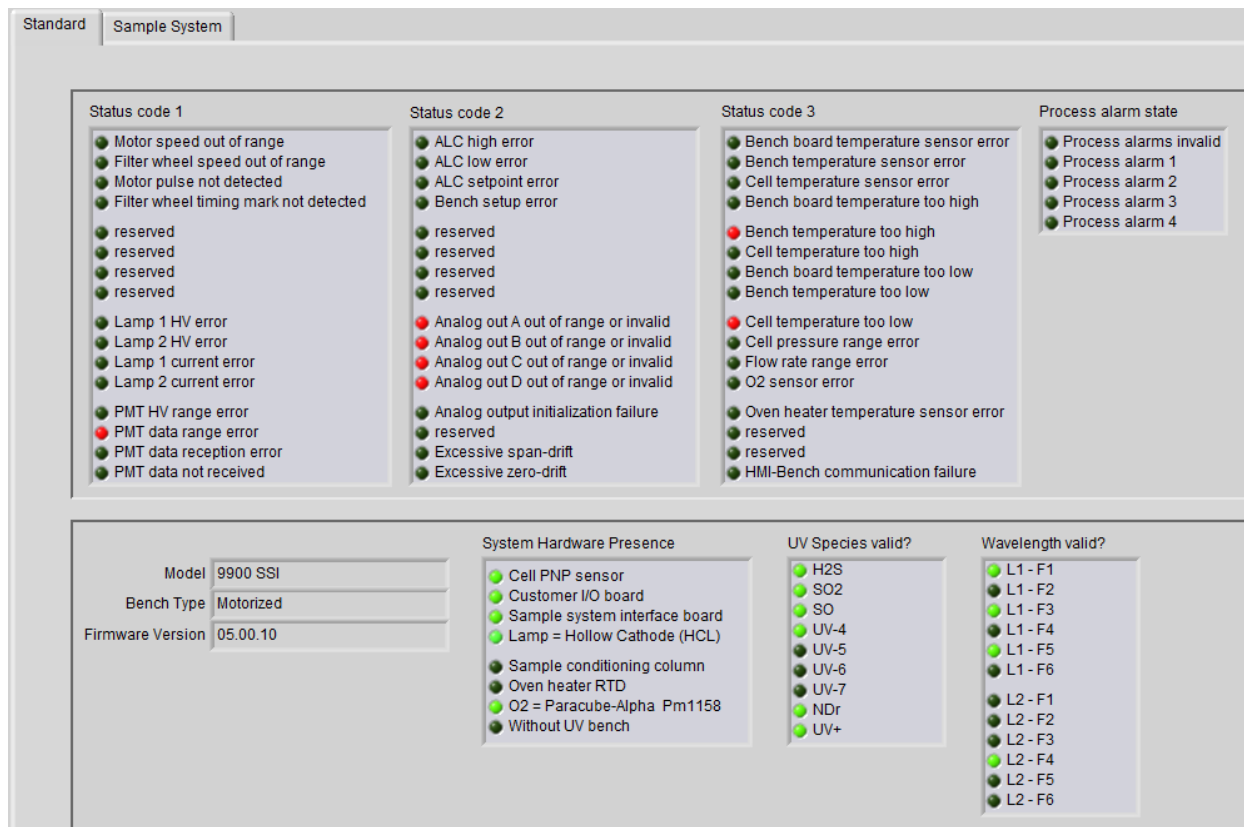 Standard
Sample System
Status code 1
Motor speed out of range
Filter wheel speed out of range
Motor pulse not detected
Filter wheel timing mark not detected
reserved
reserved
reserved
reserved
Lamp 1 HV error
Lamp 2 HV error
Lamp 1 current error
Lamp 2 current error
PMT HV range error
PMT data range error
PMT data reception error
PMT data not received
Status code 2
ALC high error
ALC low error
ALC setpoint error
Bench setup error
reserved
reserved
reserved
reserved
Analog out A out of range or invalid
Analog out B out of range or invalid
Analog out C out of range or invalid
Analog out D out of range or invalid
Analog output initialization failure
reserved
Excessive span-drift
Excessive zero-drift
Status code 3
Bench board temperature sensor error
Bench temperature sensor error
Cell temperature sensor error
Bench board temperature too high
Bench temperature too high
Cell temperature too high
Bench board temperature too low
Bench temperature too low
Cell temperature too low
Cell pressure range error
Flow rate range error
O2 sensor error
Oven heater temperature sensor error
reserved
reserved
HMI-Bench communication failure
Process alarm state
Process alarms invalid
Process alarm 1
Process alarm 2
Process alarm 3
Process alarm 4
Model 9900 SSI
Bench Type Motorized
Firmware Version 05.00.10
System Hardware Presence
Cell PNP sensor
Customer I/O board
Sample system interface board
Lamp = Hollow Cathode (HCL)
Sample conditioning column
Oven heater RTD
O2 = Paracube-Alpha Pm1158
Without UV bench
UV Species valid?
H2S
SO2
SO
UV-4
UV-5
UV-6
UV-7
NDr
UV+
Wavelength valid?
L1 - F1
L1 - F2
L1 - F3
L1 - F4
L1 - F5
L1 - F6
L2 - F1
L2 - F2
L2 - F3
L2 - F4
L2 - F5
L2 - F6